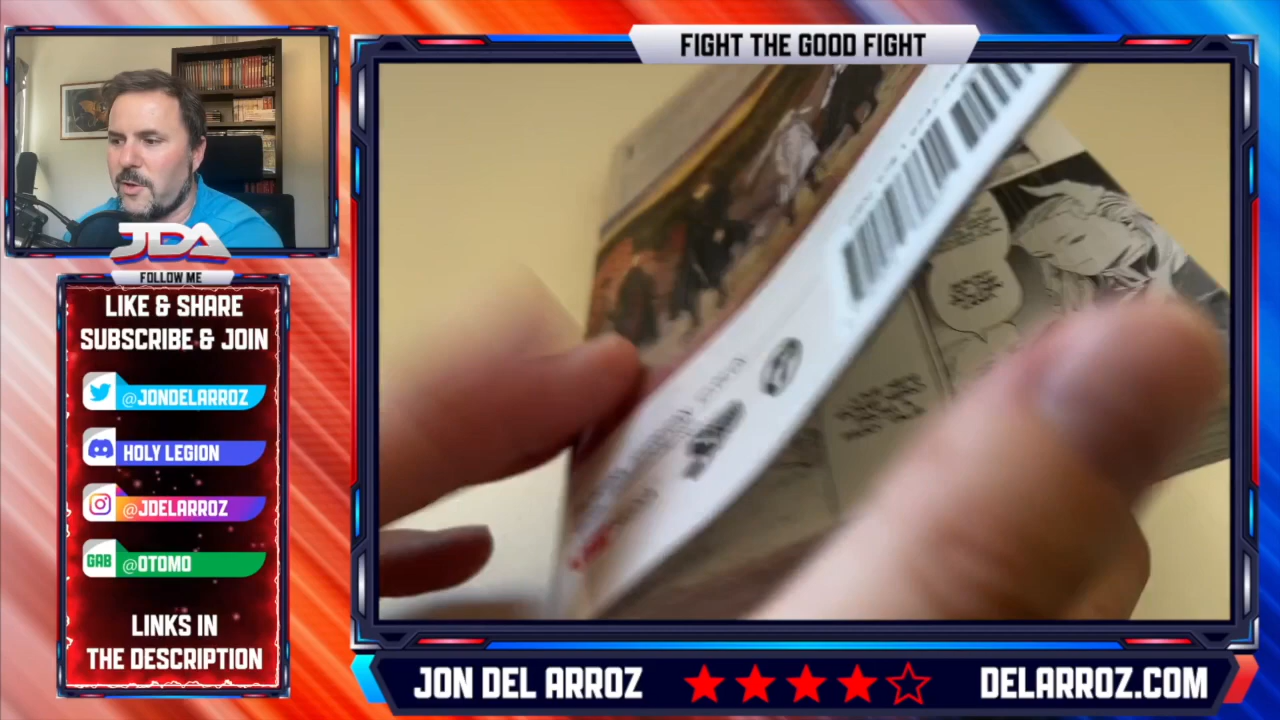 FIGHT THE GOOD FIGHT
JDA
FOLLOW ME
LIKE & SHARE
SUBSCRIBE & JOIN
@JONDELARROZ
HOLY LEGION
@JDELARROZ
GAB @OTOMO
LINKS IN
THE DESCRIPTION
JON DEL ARROZ
DELARROZ.COM